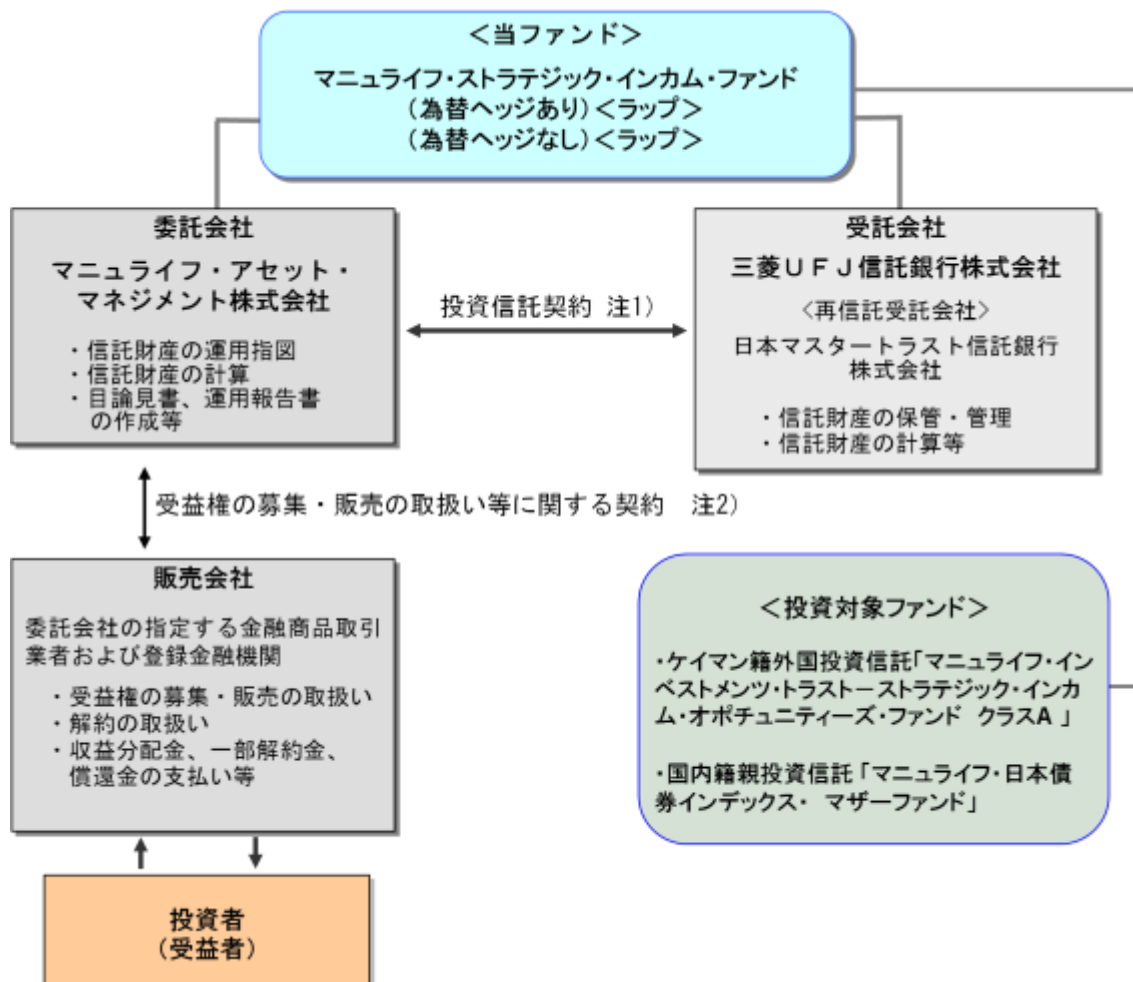 ＜当ファンド＞
マニュライフ・ストラテジック・インカム・ファンド
（為替ヘッジあり）＜ラップ＞
（為替ヘッジなし）＜ラップ＞
委託会社
マニュライフ・アセット・
マネジメント株式会社
・信託財産の運用指図
・信託財産の計算
・目論見書、運用報告書
の作成等
投資信託契約 注1）
受託会社
三菱ＵＦＪ信託銀行株式会社
＜再信託受託会社＞
日本マスタートラスト信託銀行
株式会社
・信託財産の保管・管理
・信託財産の計算等
受益権の募集・販売の取扱い等に関する契約　注2）
販売会社
委託会社の指定する金融商品取引
業者および登録金融機関
・受益権の募集・販売の取扱い
・解約の取扱い
・収益分配金、一部解約金、
償還金の支払い等
＜投資対象ファンド＞
・ケイマン籍外国投資信託「マニュライフ・イン
ベストメンツ・トラスト－ストラテジック・インカ
ム・オポチュニティーズ・ファンド　クラスA 」
・国内籍親投資信託「マニュライフ・日本債
券インデックス・ マザーファンド」
投資者
（受益者）